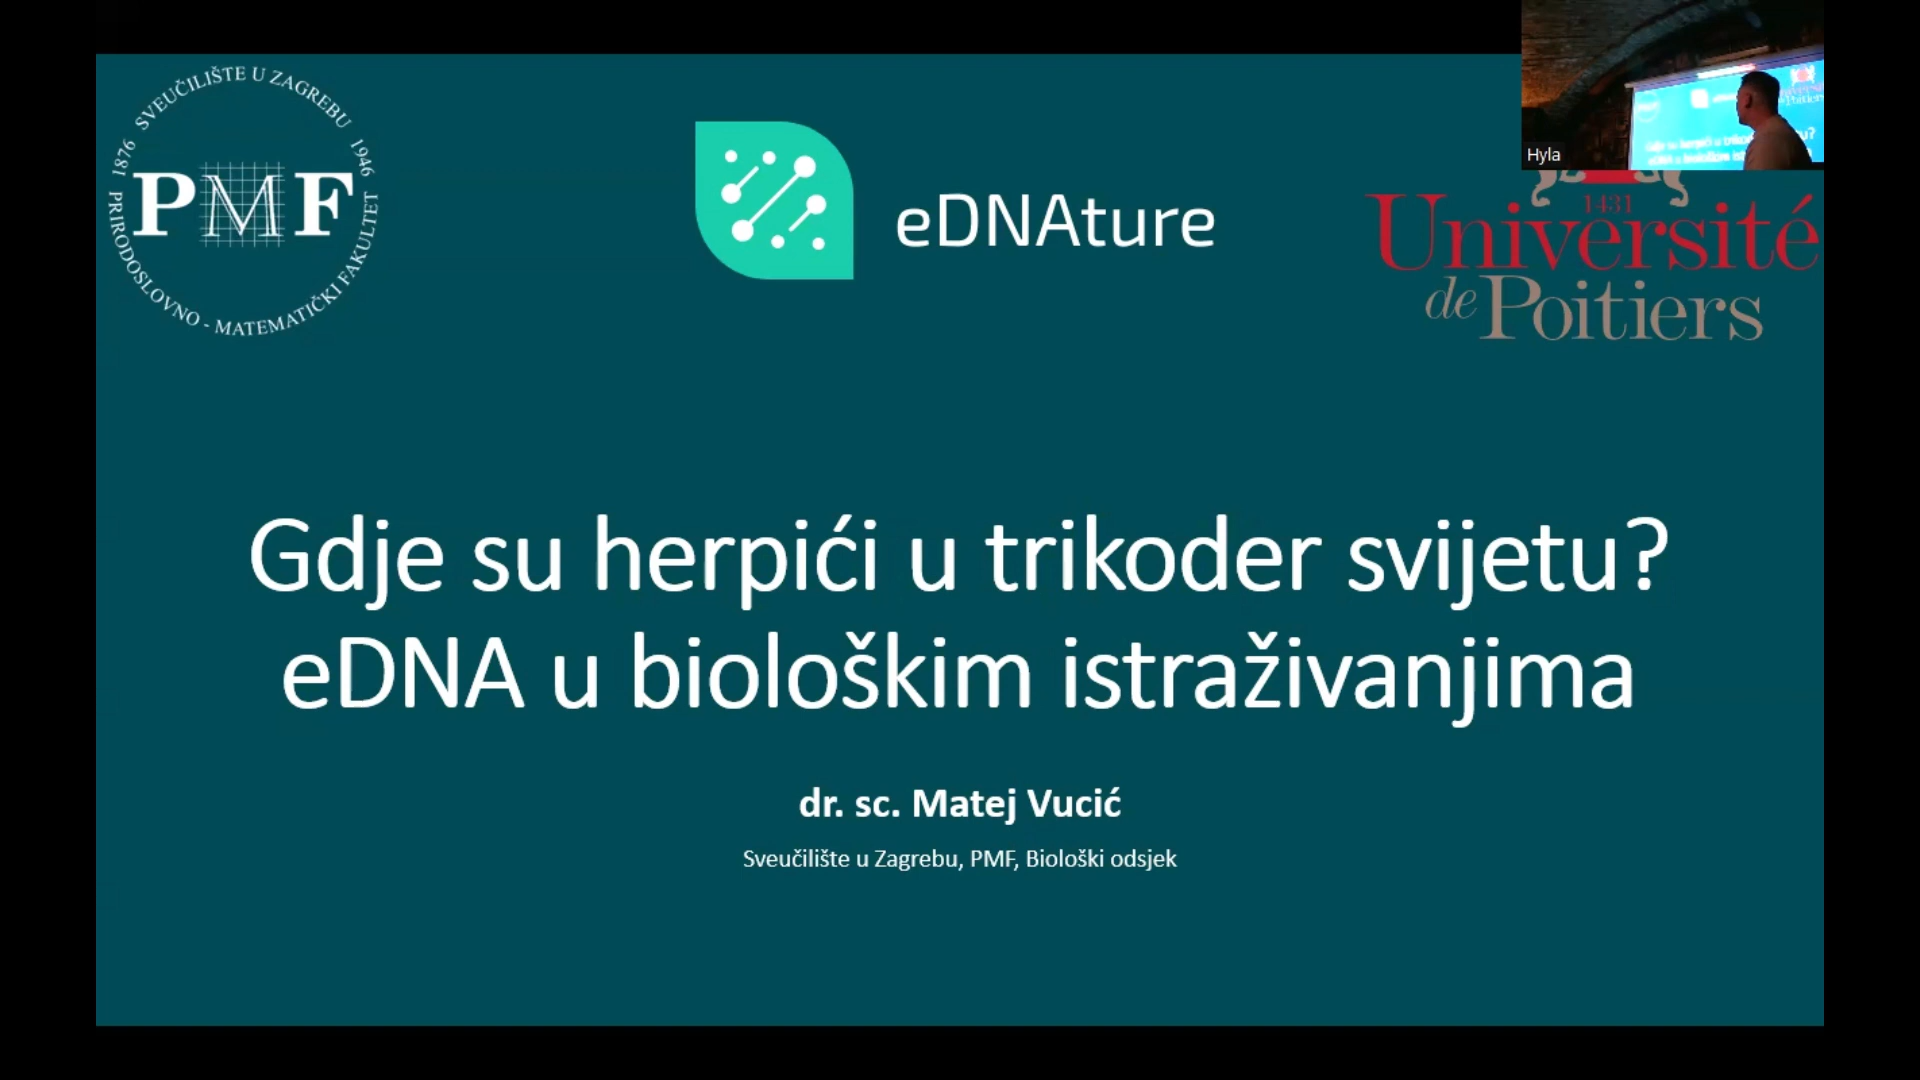 SVEUČILIŠTE U ZAGREBU
1876
1946
PMF
PRIRODOSLOVNO - MATEMATIČKI FAKULTET
eDNAture
Hyla
1431
Université
de Poitiers
Gdje su herpići u trikoder svijetu?
eDNA u biološkim istraživanjima
dr. sc. Matej Vucić
Sveučilište u Zagrebu, PMF, Biološki odsjek